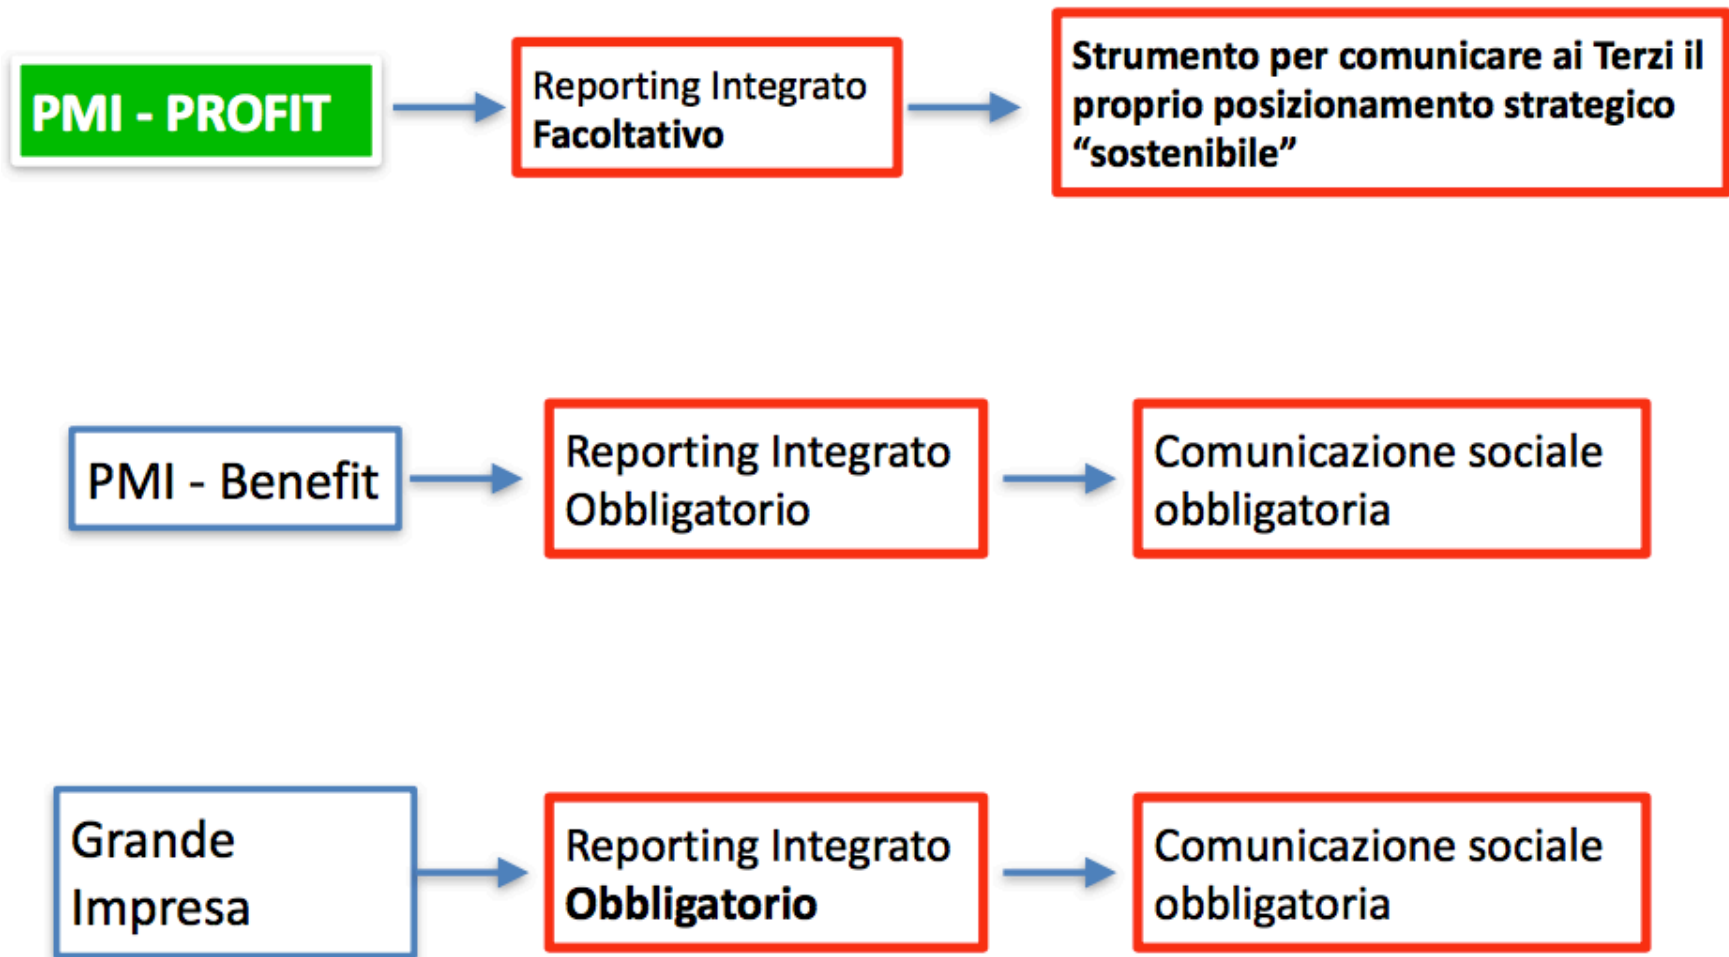 PMI - PROFIT
Reporting Integrato
Facoltativo
Strumento per comunicare ai Terzi il
proprio posizionamento strategico
“sostenibile”
PMI - Benefit
Reporting Integrato
Obbligatorio
Comunicazione sociale
obbligatoria
Grande
Impresa
Reporting Integrato
Obbligatorio
Comunicazione sociale
obbligatoria